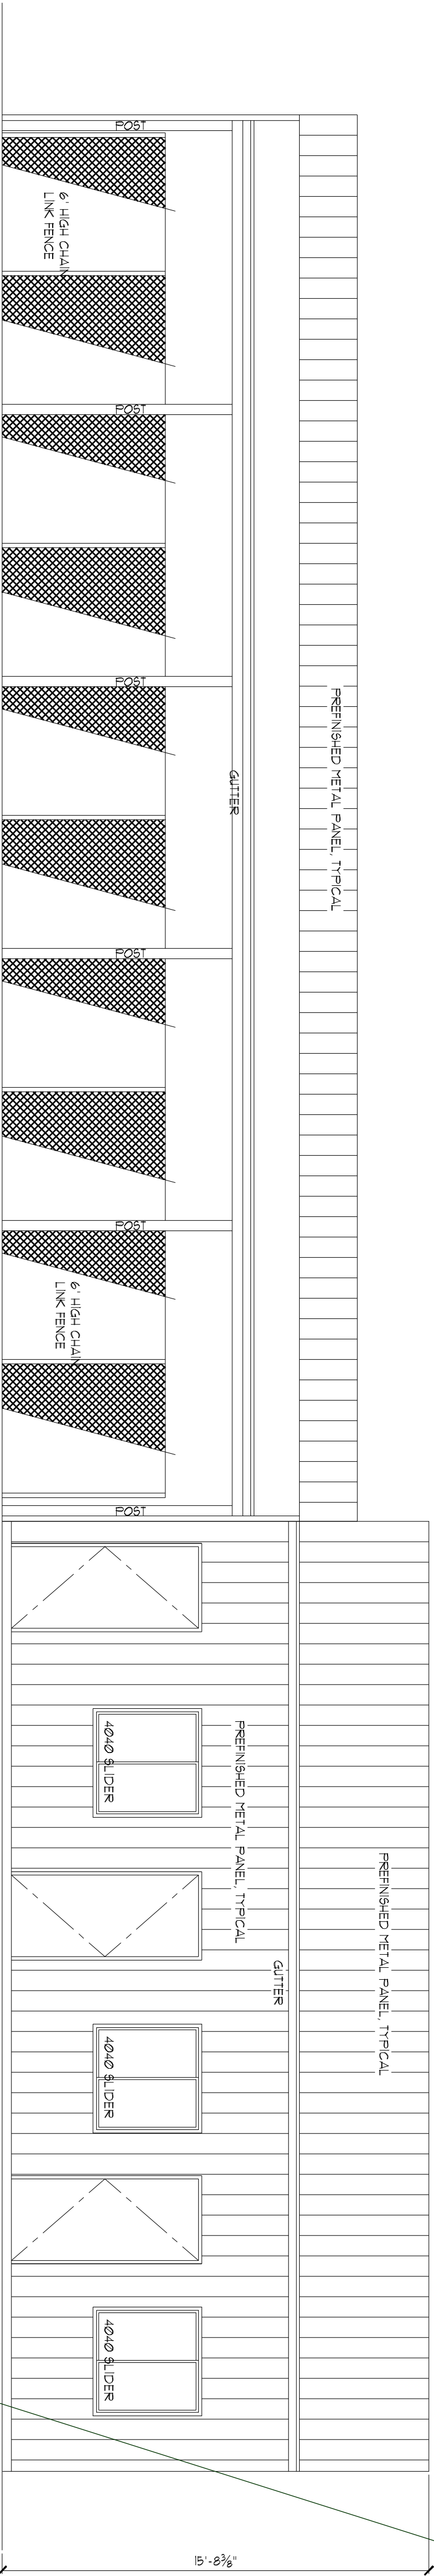 POST
6' HIGH CHAIN
LINK FENCE
POST
POST
PREFINISHED METAL PANEL, TYPICAL
GUTTER
POST
POST
6' HIGH CHAIN
LINK FENCE
POST
4040 SLIDER
PREFINISHED METAL PANEL, TYPICAL
PREFINISHED METAL PANEL, TYPICAL
GUTTER
4040 SLIDER
4040 SLIDER
15'-8⅜"